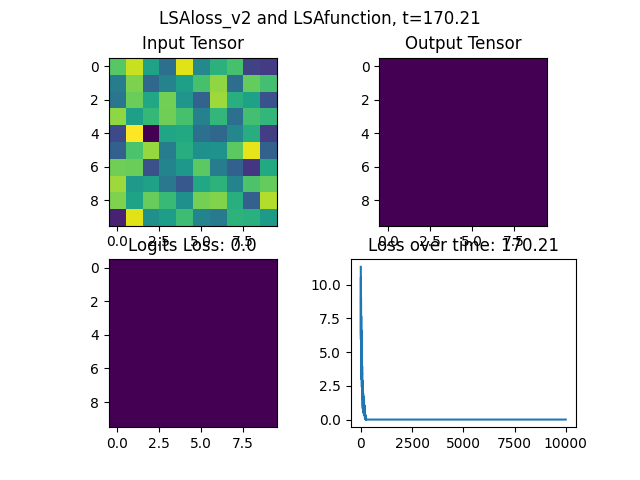 LSAloss_v2 and LSAfunction, t=170.21
Input Tensor
0
2
4
6
8
0.0 2.5 5.0 7.5
Output Tensor
0
2
4
6
8
0.0 2.5 5.0 7.5
Logits Loss: 0.0
0
2
4
6
8
0.0 2.5 5.0 7.5
Loss over time: 170.21
10.0
7.5
5.0
2.5
0.0
0 2500 5000 7500 10000